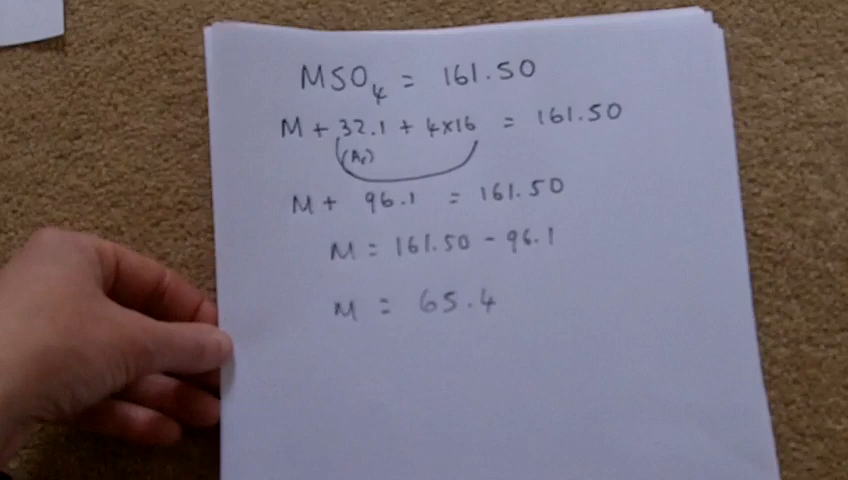 MSO₄ = 161.50
M + 32.1 + 4x16 = 161.50
(Ar)
M + 96.1 = 161.50
M = 161.50 - 96.1
M = 65.4